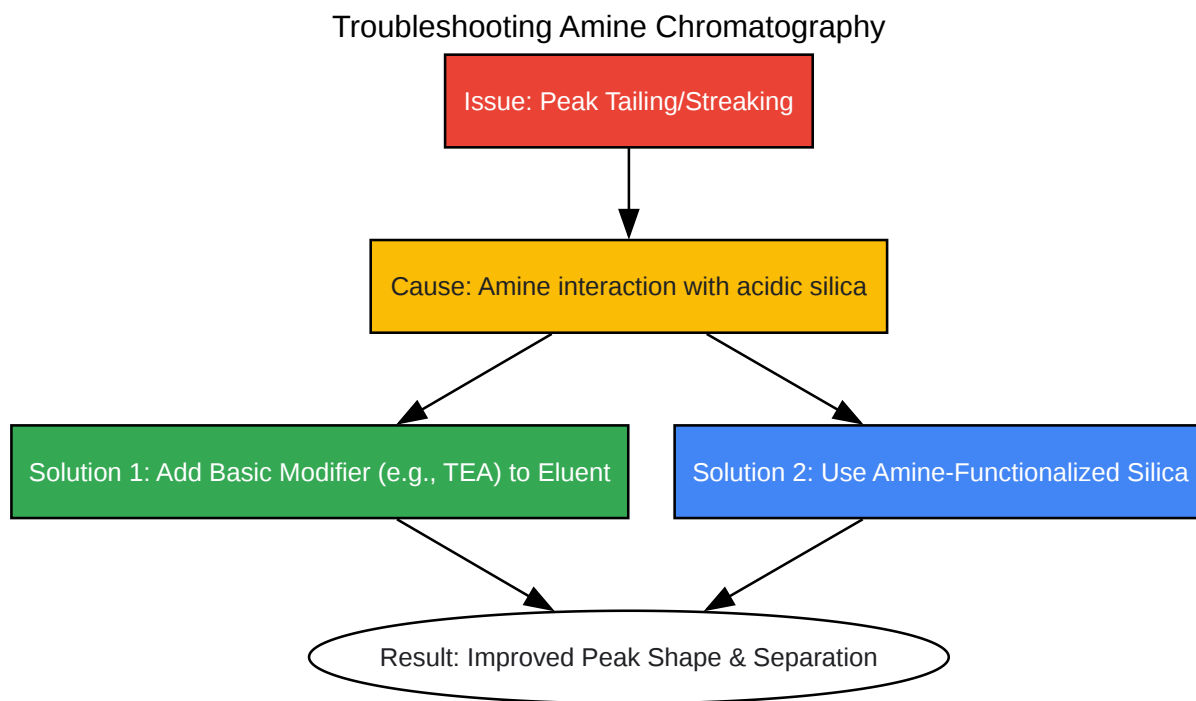 Troubleshooting Amine Chromatography
Issue: Peak Tailing/Streaking
Cause: Amine interaction with acidic silica
Solution 1: Add Basic Modifier (e.g., TEA) to Eluent
Solution 2: Use Amine-Functionalized Silica
Result: Improved Peak Shape & Separation